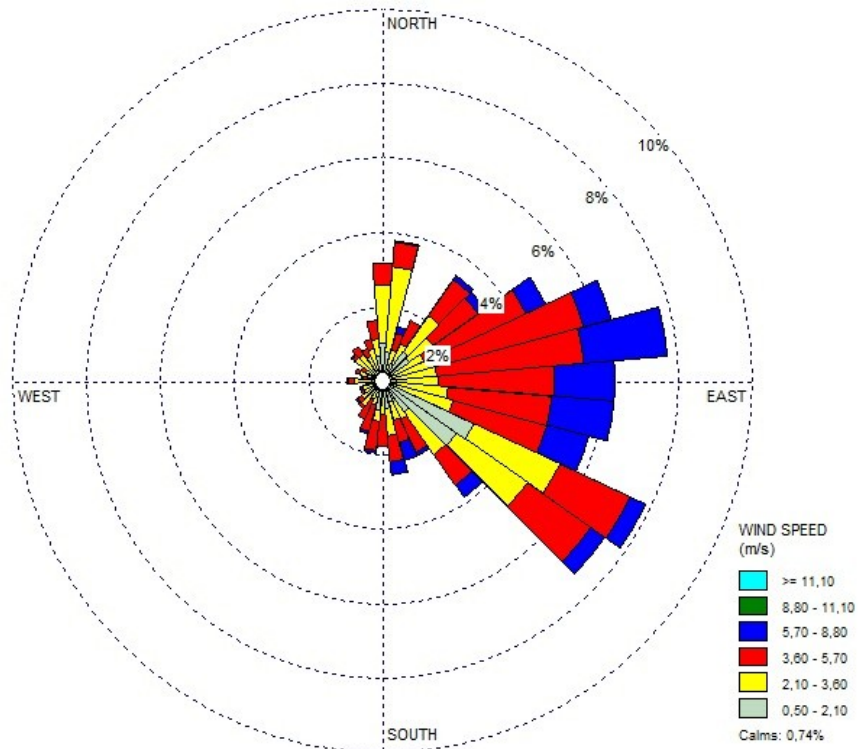 NORTH
10%
8%
6%
4%
2%
WEST
EAST
SOUTH
WIND SPEED
(m/s)
>= 11,10
8,80 - 11,10
5,70 - 8,80
3,60 - 5,70
2,10 - 3,60
0,50 - 2,10
Calms: 0,74%